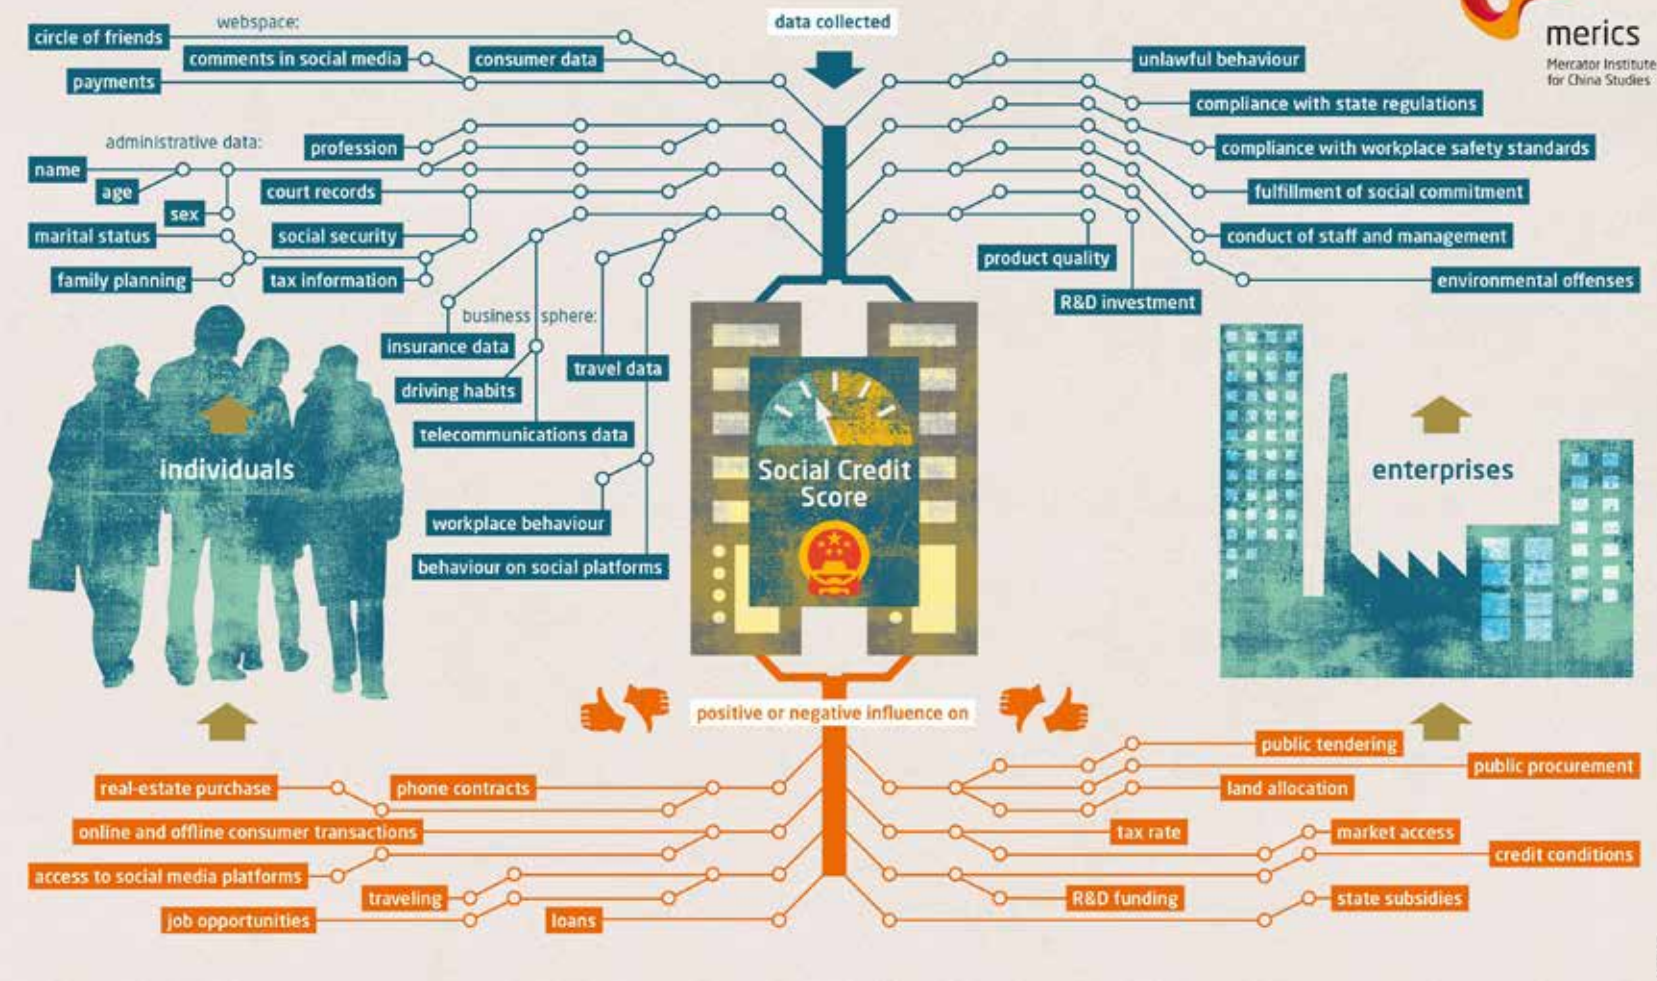 data collected
merics
Mercator Institute
for China Studies
webspace:
circle of friends
comments in social media
consumer data
payments
administrative data:
profession
name
age
court records
sex
marital status
social security
family planning
tax information
business sphere:
insurance data
travel data
driving habits
telecommunications data
workplace behaviour
behaviour on social platforms
individuals
unlawful behaviour
compliance with state regulations
compliance with workplace safety standards
fulfillment of social commitment
conduct of staff and management
product quality
environmental offenses
R&D investment
enterprises
Social Credit
Score
positive or negative influence on
real-estate purchase
phone contracts
online and offline consumer transactions
access to social media platforms
traveling
job opportunities
loans
public tendering
public procurement
land allocation
tax rate
market access
credit conditions
R&D funding
state subsidies